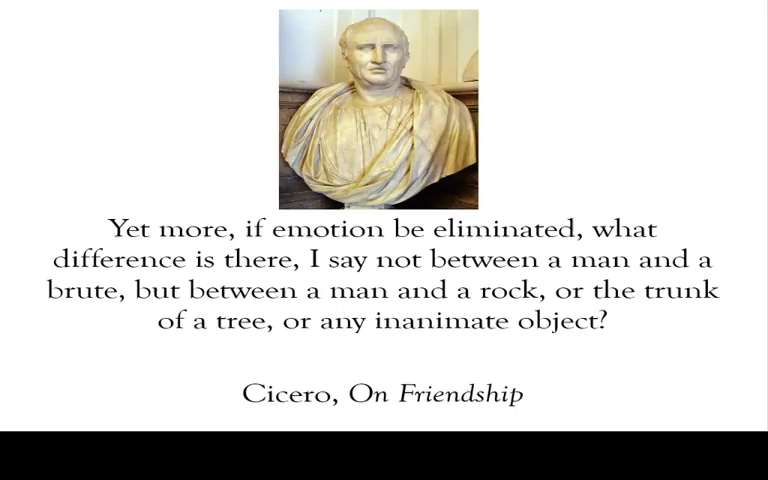 Yet more, if emotion be eliminated, what
difference is there, I say not between a man and a
brute, but between a man and a rock, or the trunk
of a tree, or any inanimate object?
Cicero, On Friendship